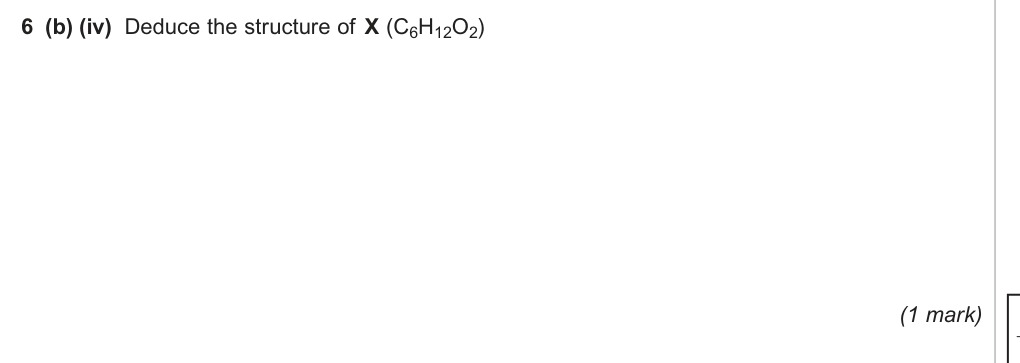 6 (b) (iv) Deduce the structure of X (C₆H₁₂O₂)
(1 mark)